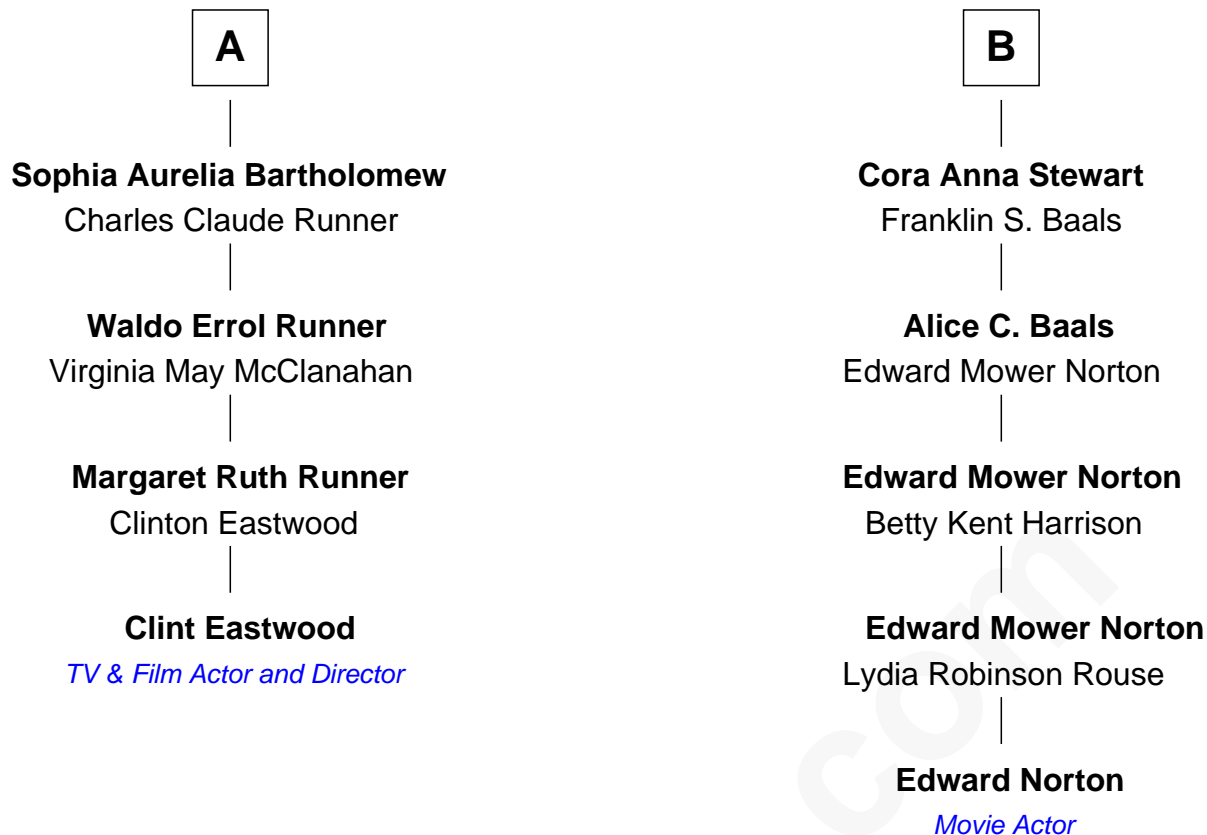 A
Sophia Aurelia Bartholomew
Charles Claude Runner
Waldo Errol Runner
Virginia May McClanahan
Margaret Ruth Runner
Clinton Eastwood
Clint Eastwood
TV & Film Actor and Director
B
Cora Anna Stewart
Franklin S. Baals
Alice C. Baals
Edward Mower Norton
Edward Mower Norton
Betty Kent Harrison
Edward Mower Norton
Lydia Robinson Rouse
Edward Norton
Movie Actor
com